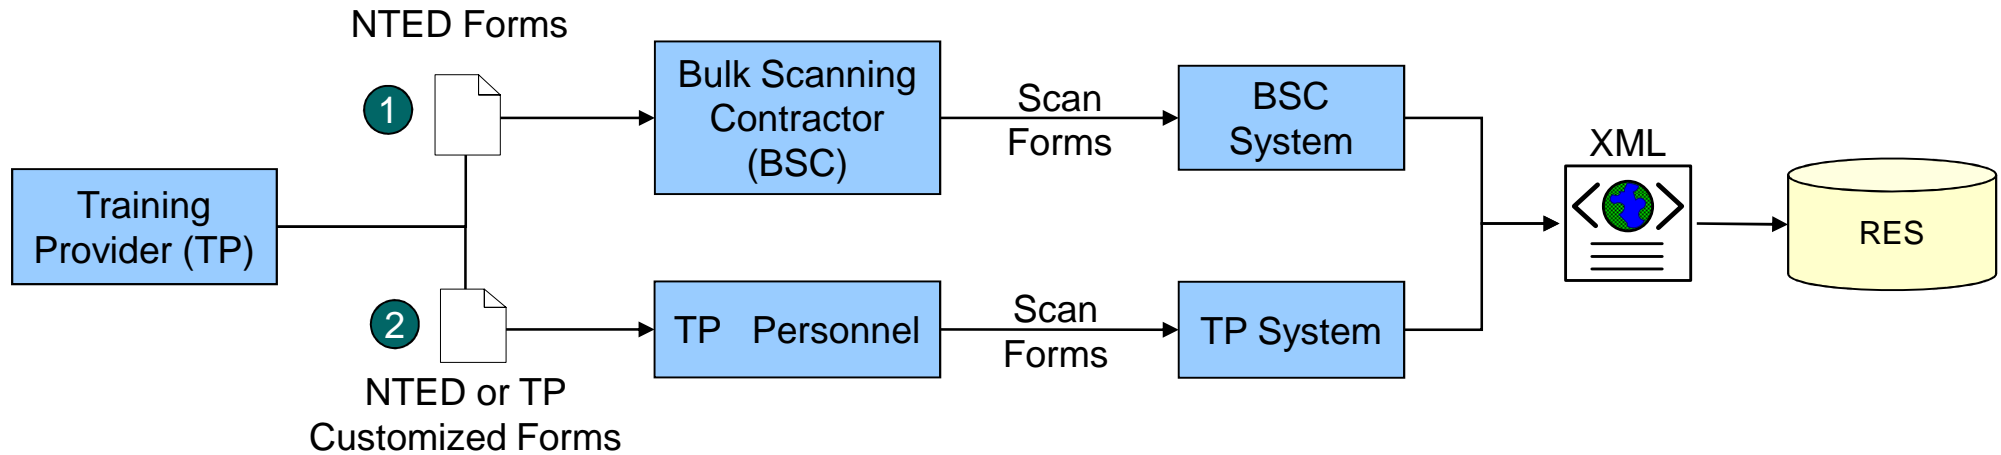 NTED Forms
1
Bulk Scanning
Contractor
(BSC)
Scan
Forms
BSC
System
XML
Training
Provider (TP)
RES
2
NTED or TP
Customized Forms
TP Personnel
Scan
Forms
TP System